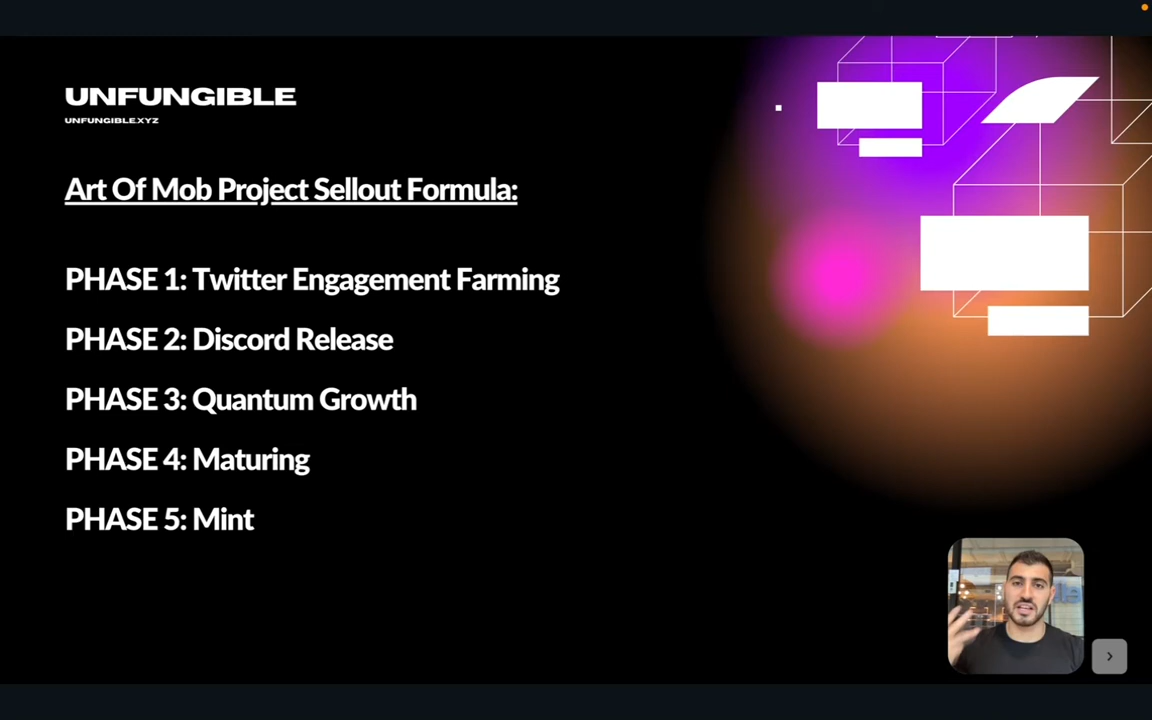 UNFUNGIBLE
UNFUNGIBLE.XYZ
Art Of Mob Project Sellout Formula:
PHASE 1: Twitter Engagement Farming
PHASE 2: Discord Release
PHASE 3: Quantum Growth
PHASE 4: Maturing
PHASE 5: Mint